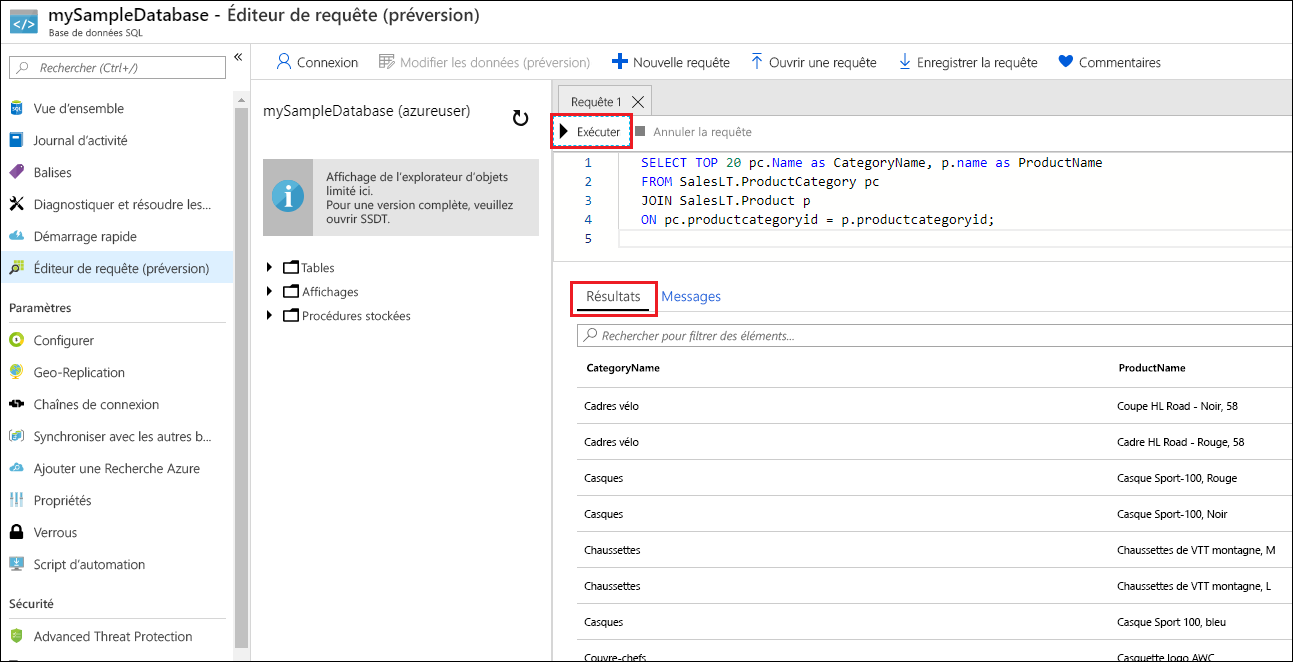 mySampleDatabase - Éditeur de requête (préversion)
Base de données SQL
Rechercher (Ctrl+/)
«
Vue d'ensemble
Journal d'activité
Balises
Diagnostiquer et résoudre les...
Démarrage rapide
Éditeur de requête (préversion)
Paramètres
Configurer
Geo-Replication
Chaînes de connexion
Synchroniser avec les autres b...
Ajouter une Recherche Azure
Propriétés
Verrous
Script d'automation
Sécurité
Advanced Threat Protection
Connexion
Modifier les données (préversion)
Nouvelle requête
Ouvrir une requête
Enregistrer la requête
Commentaires
mySampleDatabase (azureuser)
Affichage de l'explorateur d'objets
limité ici.
Pour une version complète, veuillez
ouvrir SSDT.
Tables
Affichages
Procédures stockées
Requête 1
Exécuter
Annuler la requête
1 SELECT TOP 20 pc.Name as CategoryName, p.name as ProductName
2 FROM SalesLT.ProductCategory pc
3 JOIN SalesLT.Product p
4 ON pc.productcategoryid = p.productcategoryid;
5
Résultats Messages
Rechercher pour filtrer des éléments...
CategoryName ProductName
Cadres vélo Coupe HL Road - Noir, 58
Cadres vélo Cadre HL Road - Rouge, 58
Casques Casque Sport-100, Rouge
Casques Casque Sport-100, Noir
Chaussettes Chaussettes de VTT montagne, M
Chaussettes Chaussettes de VTT montagne, L
Casques Casque Sport 100, bleu
Couvre-chefs Casquette logo AWC